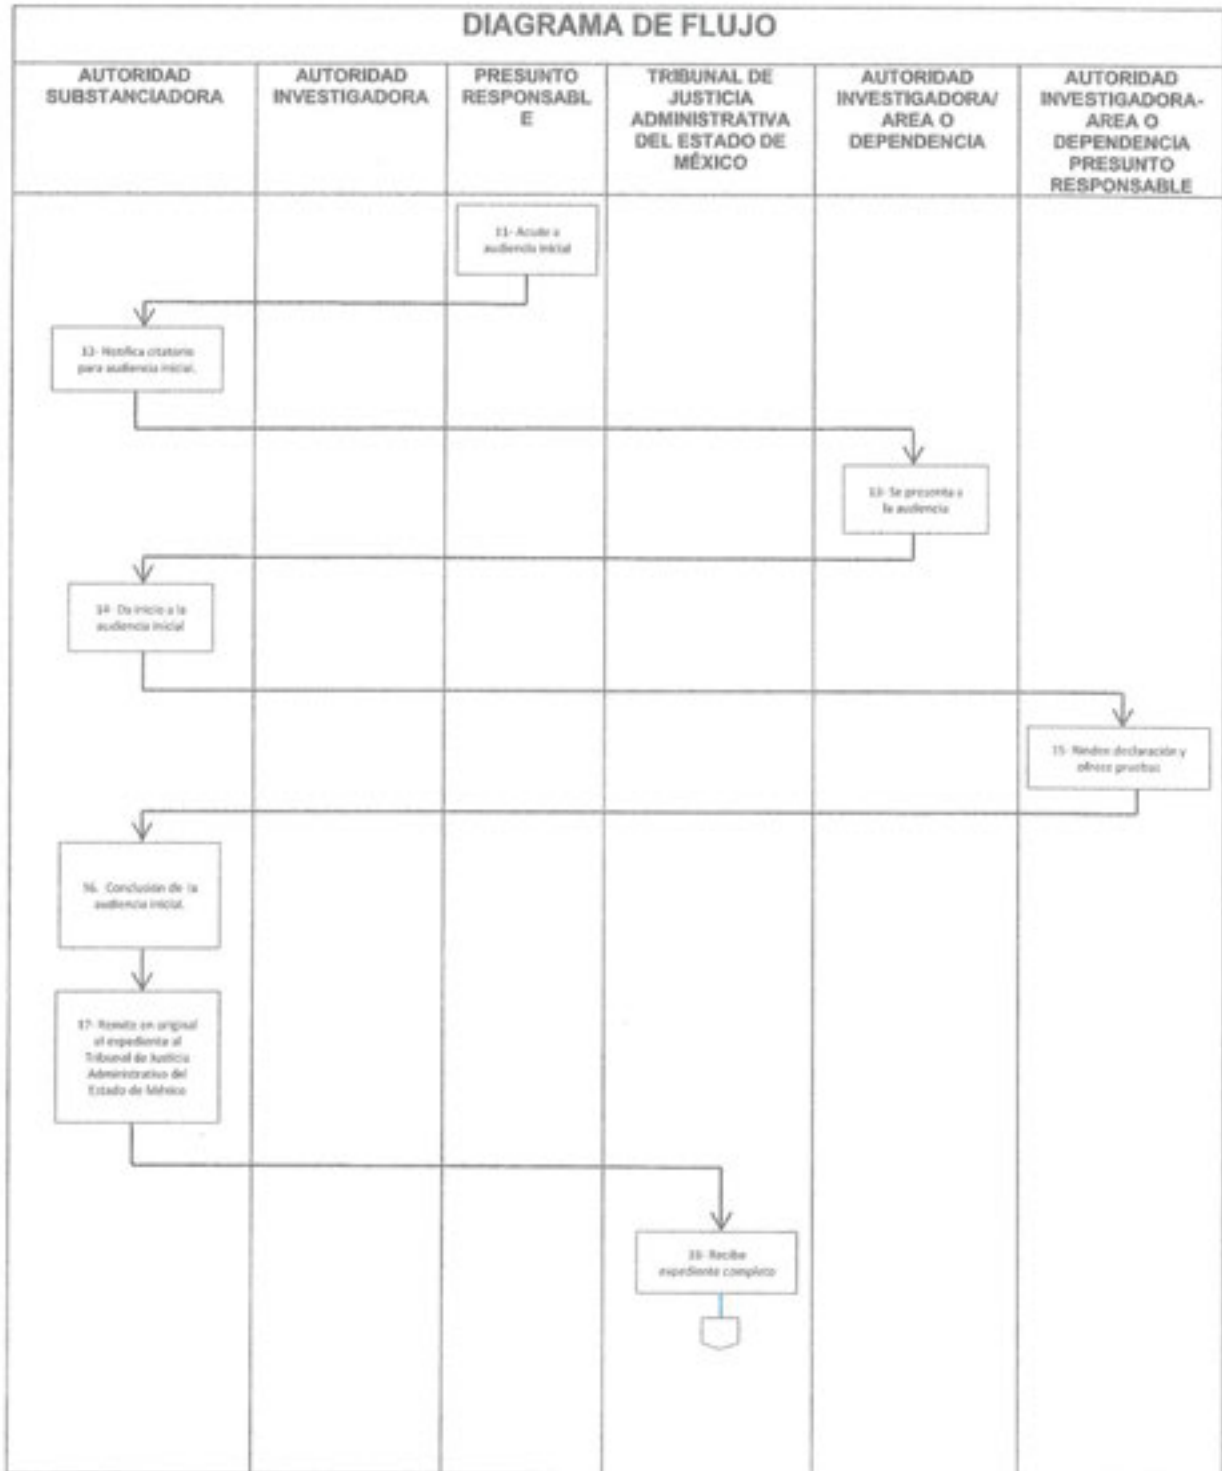 DIAGRAMA DE FLUJO
AUTORIDAD
SUBSTANCIADORA
AUTORIDAD
INVESTIGADORA
PRESUNTO
RESPONSABL
E
TRIBUNAL DE
JUSTICIA
ADMINISTRATIVA
DEL ESTADO DE
MÉXICO
AUTORIDAD
INVESTIGADORA/
AREA O
DEPENDENCIA
AUTORIDAD
INVESTIGADORA-
AREA O
DEPENDENCIA
PRESUNTO
RESPONSABLE
11- Acude a
audiencia inicial
12- Notifica citatorio
para audiencia inicial.
13- Se presenta a
la audiencia
14- Da inicio a la
audiencia inicial
15- Rinden declaración y
ofrece pruebas
16. Conclusión de la
audiencia inicial.
17- Remite en original
el expediente al
Tribunal de Justicia
Administrativo del
Estado de México
18- Recibe
expediente completo